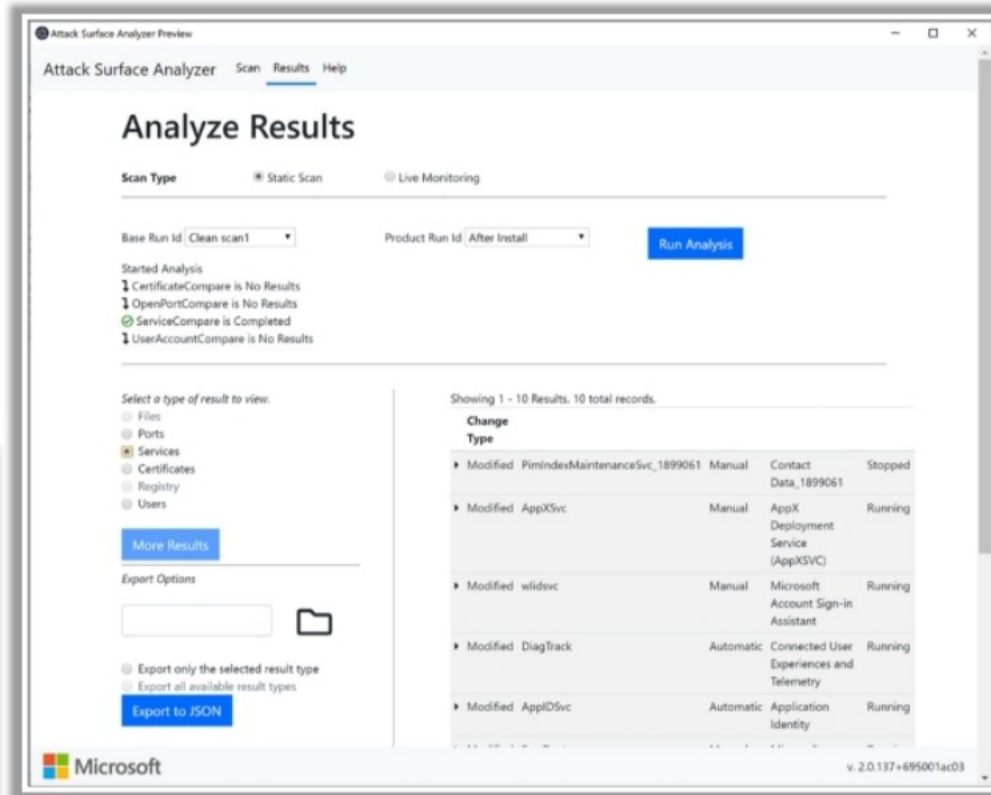 Attack Surface Analyzer Preview
Attack Surface Analyzer Scan Results Help
Analyze Results
Scan Type Static Scan Live Monitoring
Base Run Id Clean scan1 Product Run Id After Install Run Analysis
Started Analysis
CertificateCompare is No Results
OpenPortCompare is No Results
ServiceCompare is Completed
UserAccountCompare is No Results
Select a type of result to view.
Files
Ports
Services
Certificates
Registry
Users
More Results
Export Options
Export only the selected result type
Export all available result types
Export to JSON
Showing 1 - 10 Results. 10 total records.
Change
Type
Modified PimIndexMaintenanceSvc_1899061 Manual Contact Stopped
Data_1899061
Modified AppXSvc Manual AppX Running
Deployment
Service
(AppXSVC)
Modified wlidsvc Manual Microsoft Running
Account Sign-in
Assistant
Modified DiagTrack Automatic Connected User Running
Experiences and
Telemetry
Modified AppIDSvc Automatic Application Running
Identity
Microsoft
v. 2.0.137+695001ac03